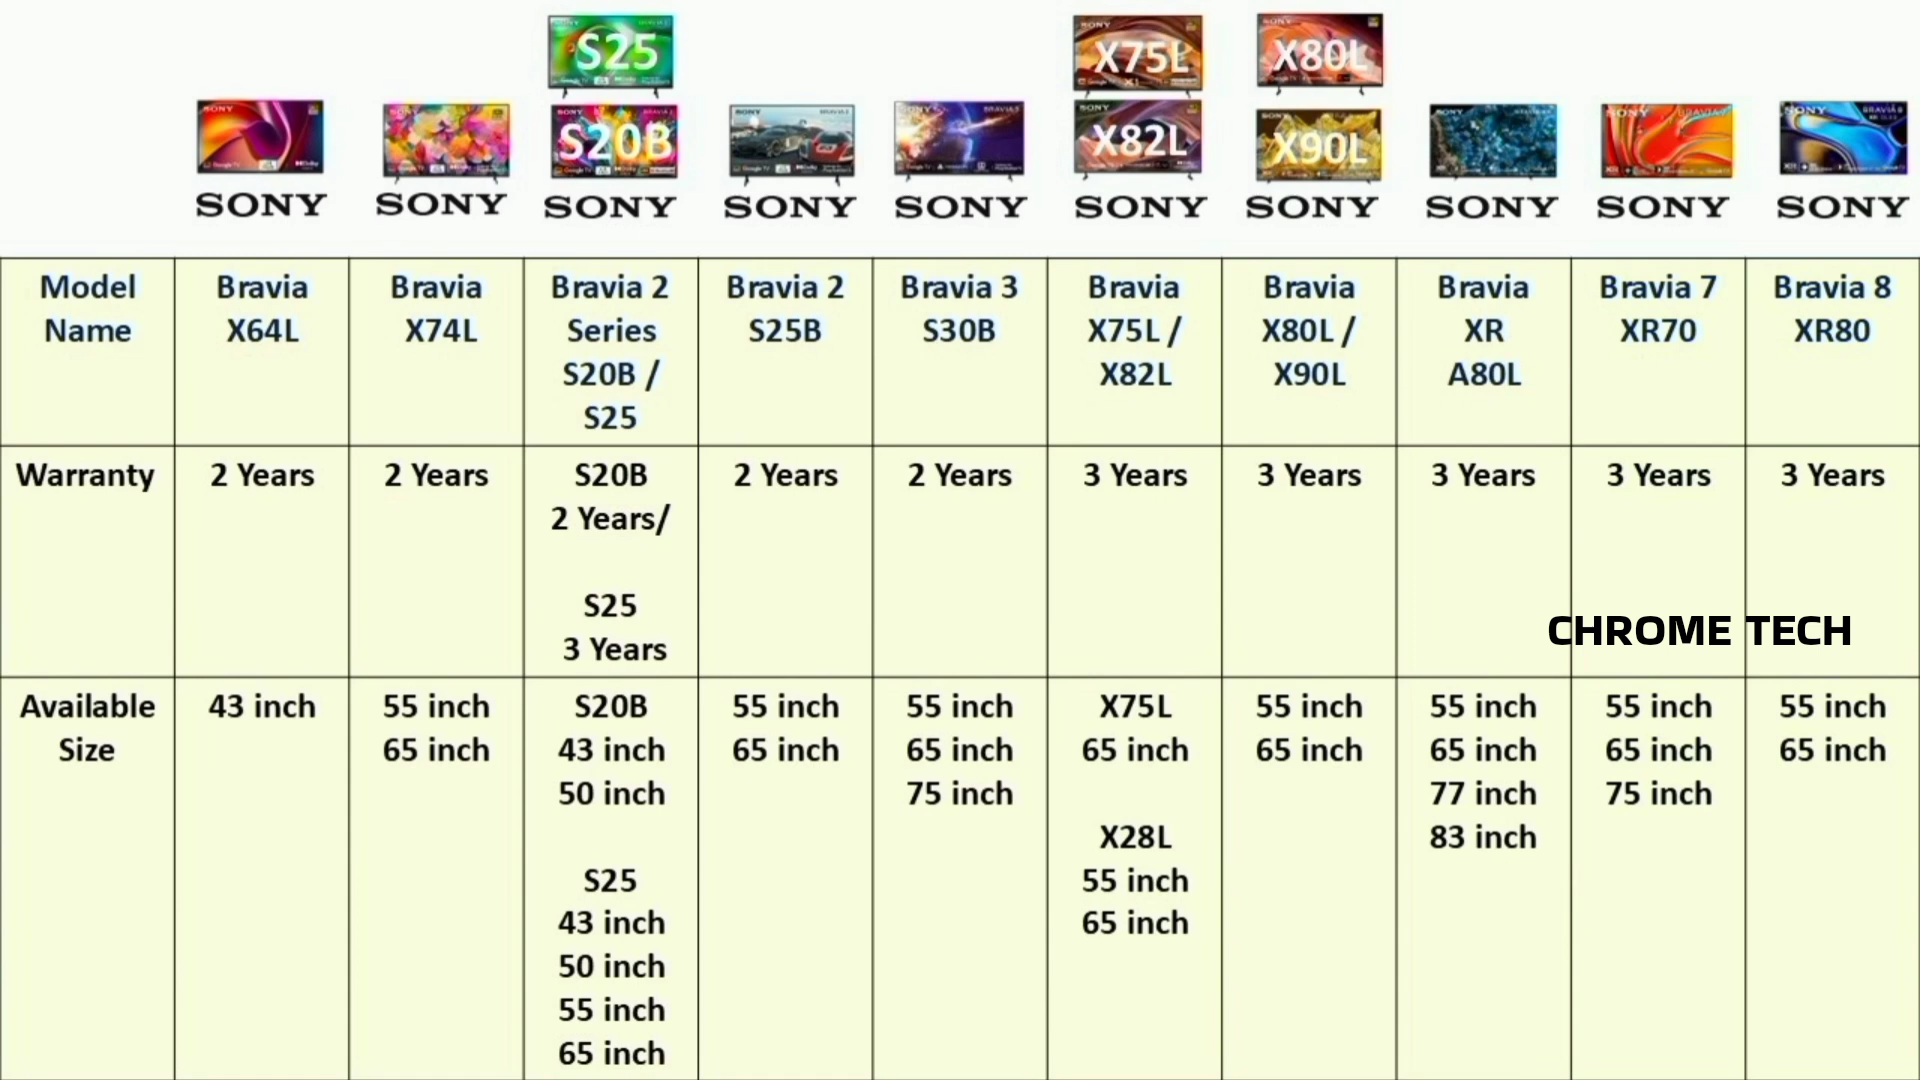 S25
X75L
X80L
S20B
X82L
X90L
SONY SONY SONY SONY SONY SONY SONY SONY SONY SONY
Model Name
Bravia X64L
Bravia X74L
Bravia 2 Series S20B / S25
Bravia 2 S25B
Bravia 3 S30B
Bravia X75L / X82L
Bravia X80L / X90L
Bravia XR A80L
Bravia 7 XR70
Bravia 8 XR80
Warranty
2 Years
2 Years
S20B
2 Years/
S25
3 Years
2 Years
2 Years
3 Years
3 Years
3 Years
3 Years
3 Years
CHROME TECH
Available Size
43 inch
55 inch
65 inch
S20B
43 inch
50 inch
S25
43 inch
50 inch
55 inch
65 inch
55 inch
65 inch
55 inch
65 inch
75 inch
X75L
65 inch
X28L
55 inch
65 inch
55 inch
65 inch
55 inch
65 inch
77 inch
83 inch
55 inch
65 inch
75 inch
55 inch
65 inch